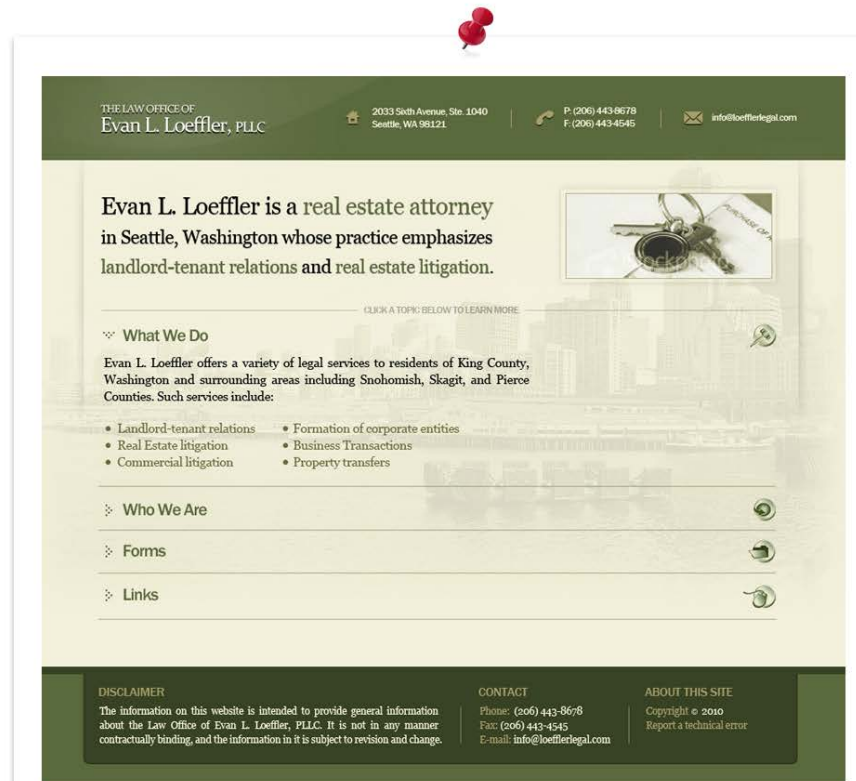 THE LAW OFFICE OF
Evan L. Loeffler, PLLC
2033 Sixth Avenue, Ste. 1040
Seattle, WA 98121
P: (206) 443-8678
F: (206) 443-4545
info@loefflerlegal.com
Evan L. Loeffler is a real estate attorney
in Seattle, Washington whose practice emphasizes
landlord-tenant relations and real estate litigation.
PURCHASE OF
CLICK A TOPIC BELOW TO LEARN MORE
What We Do
Evan L. Loeffler offers a variety of legal services to residents of King County,
Washington and surrounding areas including Snohomish, Skagit, and Pierce
Counties. Such services include:
• Landlord-tenant relations • Formation of corporate entities
• Real Estate litigation • Business Transactions
• Commercial litigation • Property transfers
Who We Are
Forms
Links
DISCLAIMER
The information on this website is intended to provide general information
about the Law Office of Evan L. Loeffler, PLLC. It is not in any manner
contractually binding, and the information in it is subject to revision and change.
CONTACT
Phone: (206) 443-8678
Fax: (206) 443-4545
E-mail: info@loefflerlegal.com
ABOUT THIS SITE
Copyright © 2010
Report a technical error